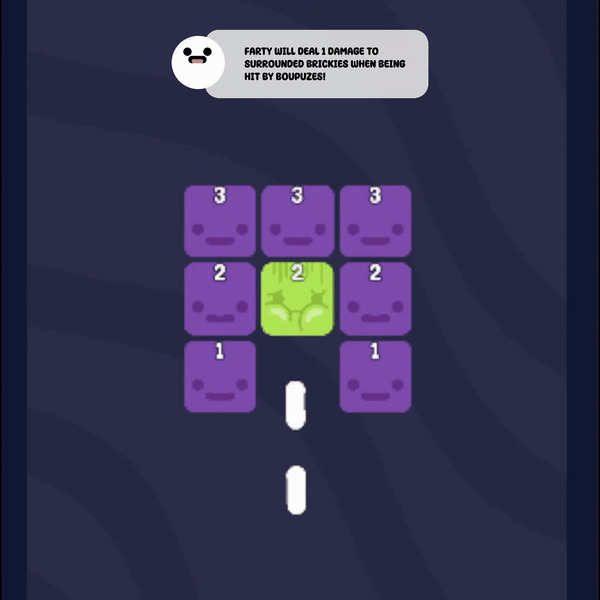 FARTY WILL DEAL 1 DAMAGE TO
SURROUNDED BRICKIES WHEN BEING
HIT BY BOUPUZES!
3 3 3
2 2 2
1 1